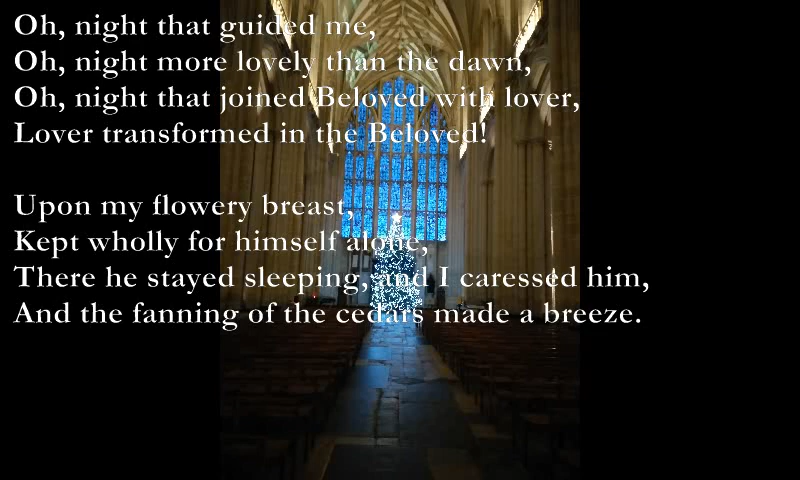 Oh, night that guided me,
Oh, night more lovely than the dawn,
Oh, night that joined Beloved with lover,
Lover transformed in the Beloved!
Upon my flowery breast,
Kept wholly for himself alone,
There he stayed sleeping, and I caressed him,
And the fanning of the cedars made a breeze.